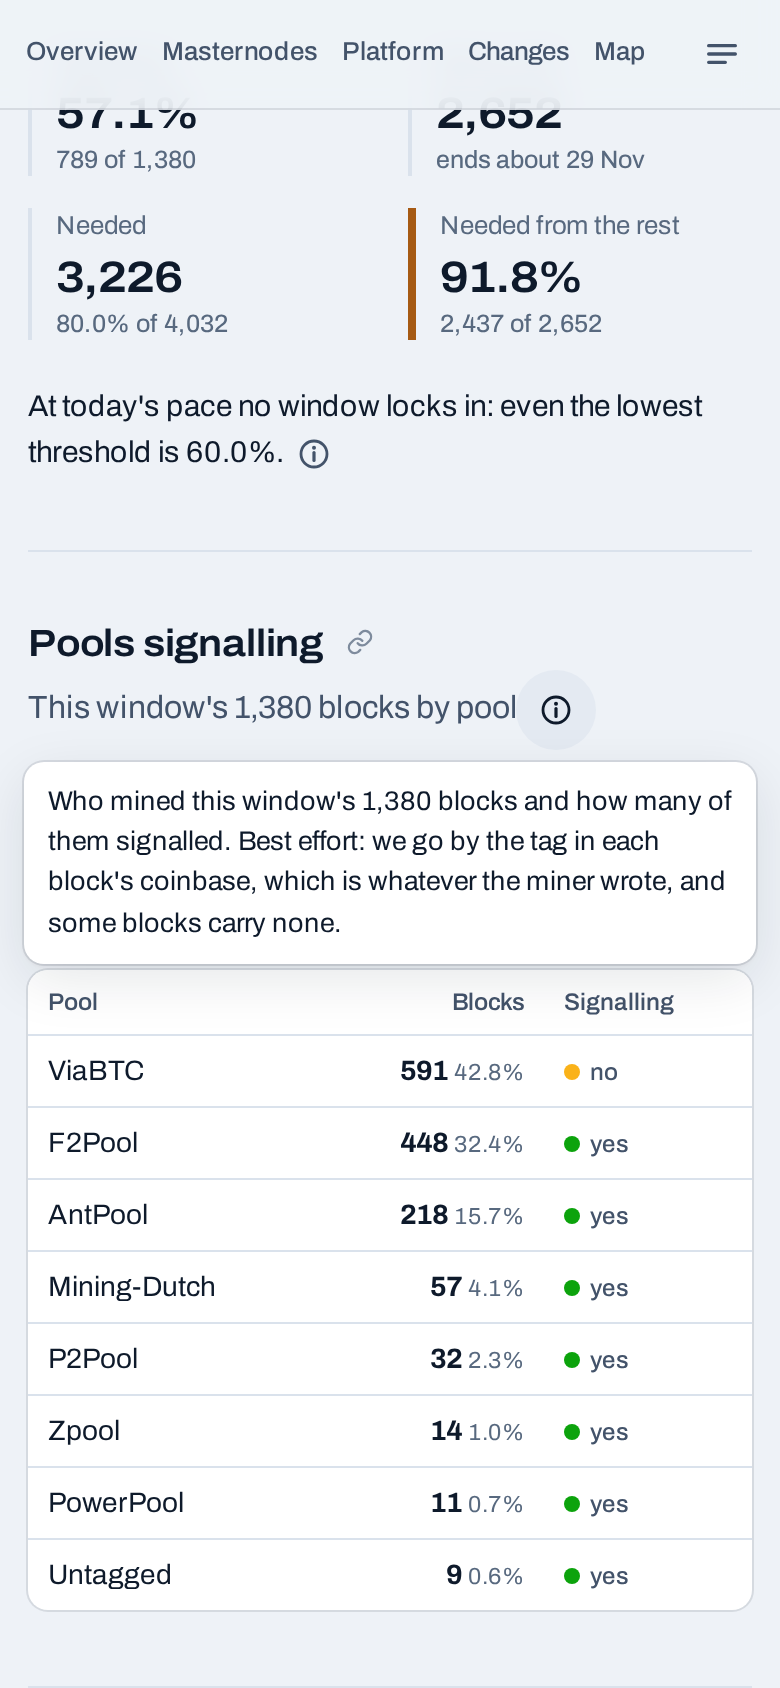 Overview Masternodes Platform Changes Map
57.1% 2,652
789 of 1,380 ends about 29 Nov
Needed Needed from the rest
3,226 91.8%
80.0% of 4,032 2,437 of 2,652
At today's pace no window locks in: even the lowest
threshold is 60.0%.
Pools signalling
This window's 1,380 blocks by pool
Who mined this window's 1,380 blocks and how many of
them signalled. Best effort: we go by the tag in each
block's coinbase, which is whatever the miner wrote, and
some blocks carry none.
Pool Blocks Signalling
ViaBTC 591 42.8% no
F2Pool 448 32.4% yes
AntPool 218 15.7% yes
Mining-Dutch 57 4.1% yes
P2Pool 32 2.3% yes
Zpool 14 1.0% yes
PowerPool 11 0.7% yes
Untagged 9 0.6% yes